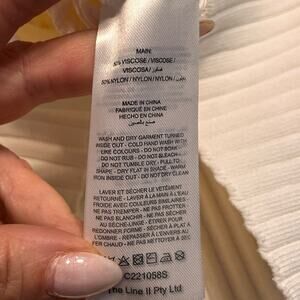 MAIN:
50% VISCOSE / VISCOSE /
VISCOSA /
50% NYLON / NYLON / NYLON /
MADE IN CHINA
FABRIQUÉ EN CHINE
HECHO EN CHINA
صنع بالصين
WASH AND DRY GARMENT TURNED
INSIDE OUT - COLD HAND WASH WITH
LIKE COLOURS - DO NOT SOAK -
DO NOT RUB - DO NOT BLEACH -
DO NOT TUMBLE DRY - PULL TO
SHAPE - DRY FLAT IN SHADE - WARM
IRON INSIDE OUT - DO NOT DRY CLEAN
LAVER ET SÉCHER LE VÊTEMENT
RETOURNÉ - LAVER À LA MAIN À L'EAU
FROIDE AVEC COULEURS SIMILAIRES -
NE PAS TREMPER - NE PAS FROTTER -
NE PAS BLANCHIR - NE PAS SÉCHER
AU SÈCHE-LINGE - ÉTIRER POUR
REDONNER FORME - SÉCHER À PLAT À
L'OMBRE - REPASSER À L'ENVERS AU
FER CHAUD - NE PAS NETTOYER À SEC
C221058S
The Line II Pty Ltd